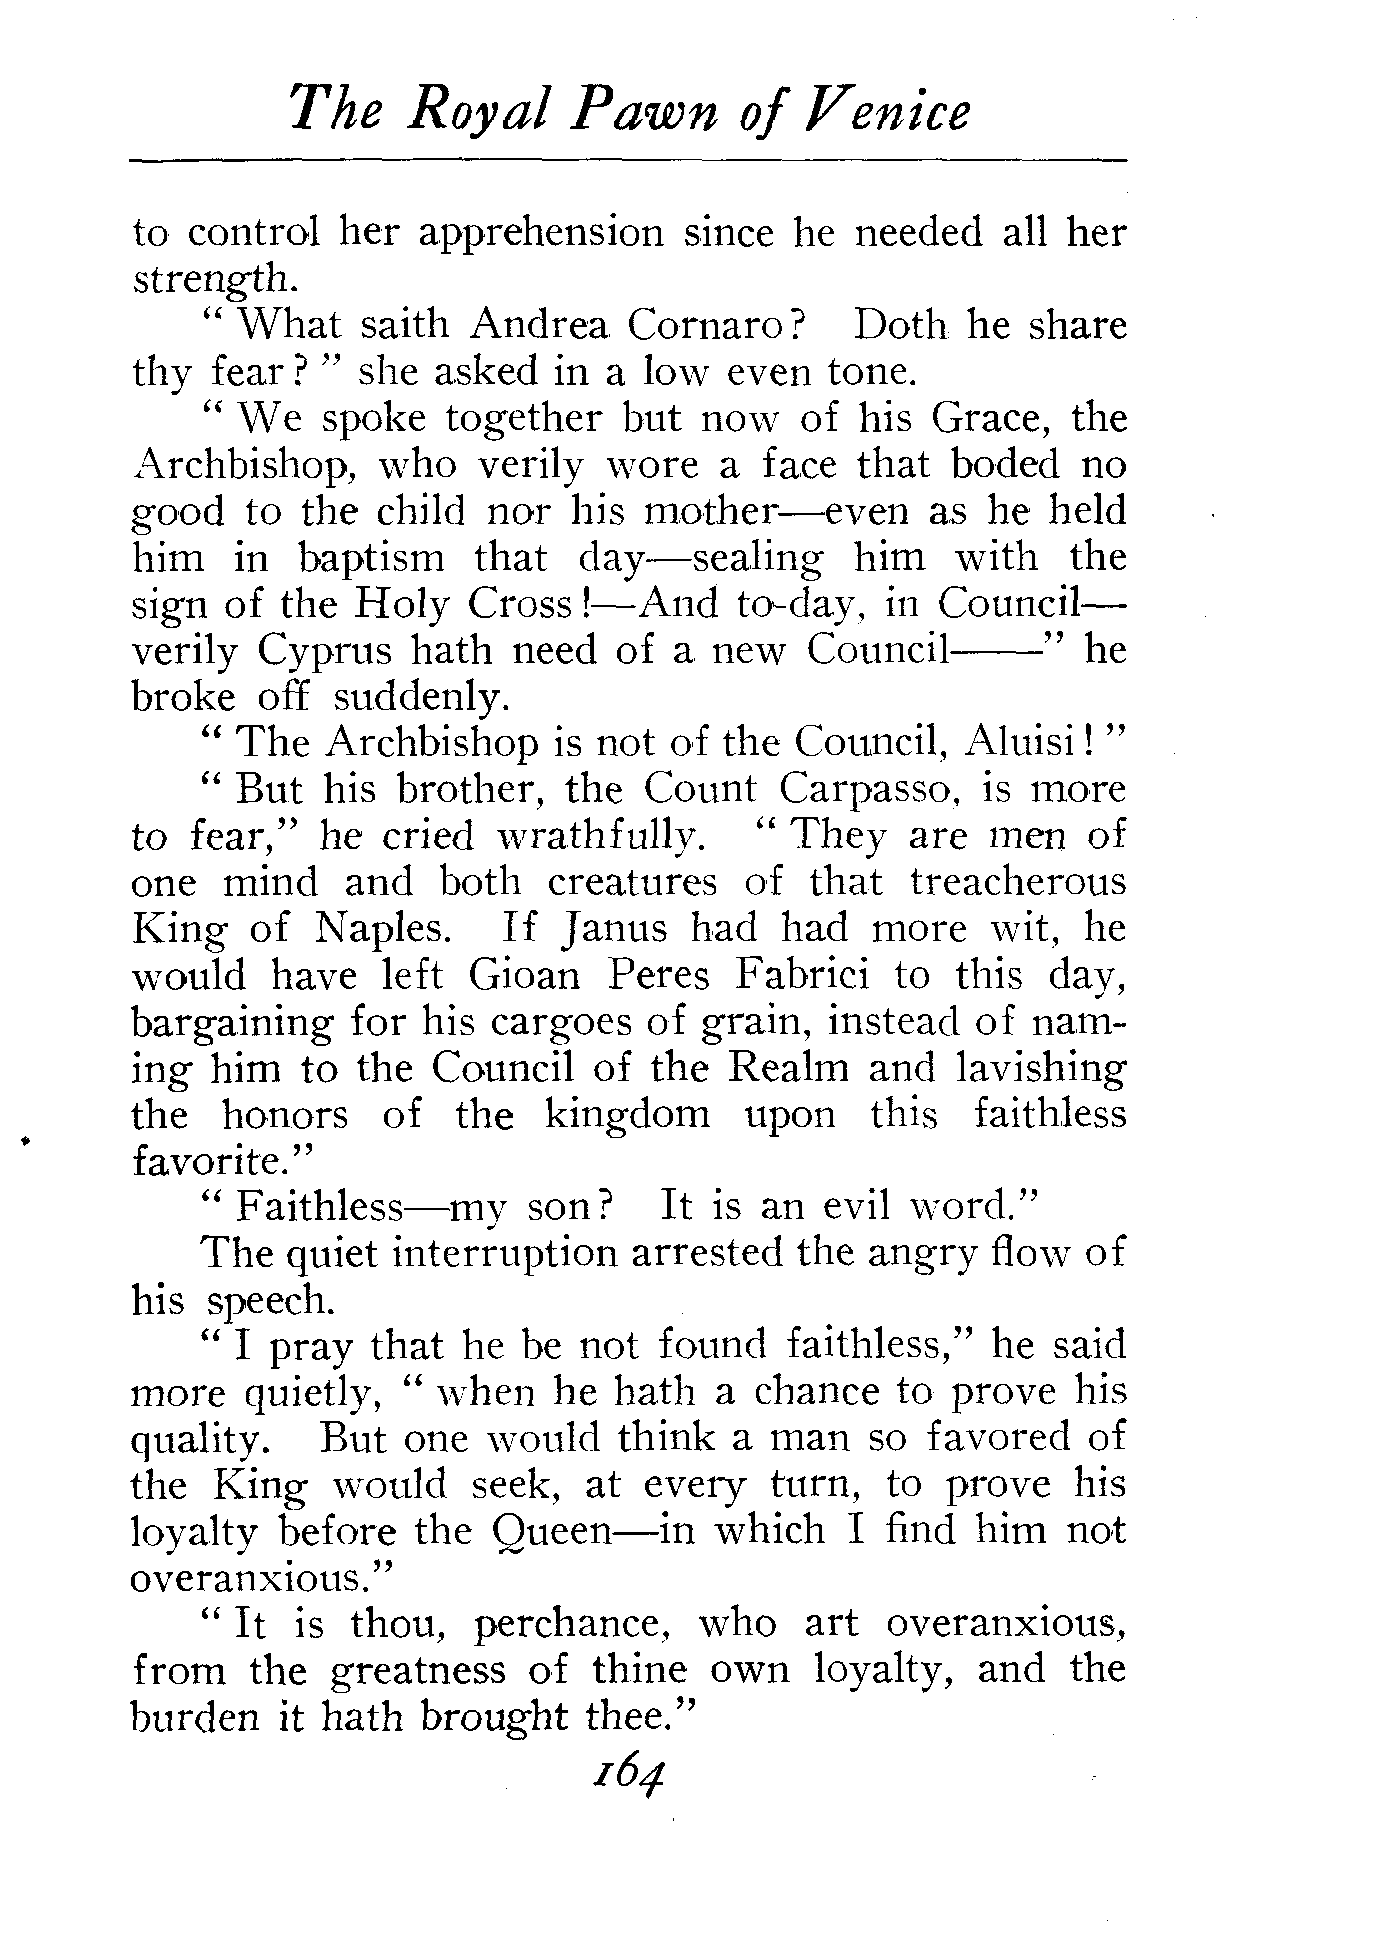 The Royal Pawn of Venice
to control her apprehension since he needed all her
strength.
“ What saith Andrea Cornaro? Doth he share
thy fear? ” she asked in a low even tone.
“ We spoke together but now of his Grace, the
Archbishop, who verily wore a face that boded no
good to the child nor his mother—even as he held
him in baptism that day—sealing him with the
sign of the Holy Cross!—And to-day, in Council—
verily Cyprus hath need of a new Council——” he
broke off suddenly.
“ The Archbishop is not of the Council, Aluisi! ”
“ But his brother, the Count Carpasso, is more
to fear,” he cried wrathfully. “ They are men of
one mind and both creatures of that treacherous
King of Naples. If Janus had had more wit, he
would have left Gioan Peres Fabrici to this day,
bargaining for his cargoes of grain, instead of nam-
ing him to the Council of the Realm and lavishing
the honors of the kingdom upon this faithless
favorite.”
“ Faithless—my son? It is an evil word.”
The quiet interruption arrested the angry flow of
his speech.
“ I pray that he be not found faithless,” he said
more quietly, “ when he hath a chance to prove his
quality. But one would think a man so favored of
the King would seek, at every turn, to prove his
loyalty before the Queen—in which I find him not
overanxious.”
“ It is thou, perchance, who art overanxious,
from the greatness of thine own loyalty, and the
burden it hath brought thee.”
164